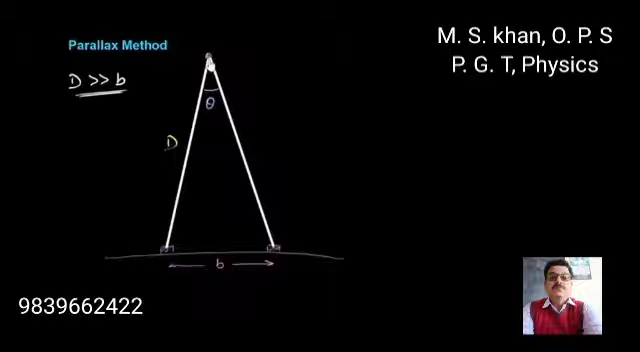 Parallax Method
M. S. khan, O. P. S
P. G. T, Physics
D >> b
θ
D
b
9839662422